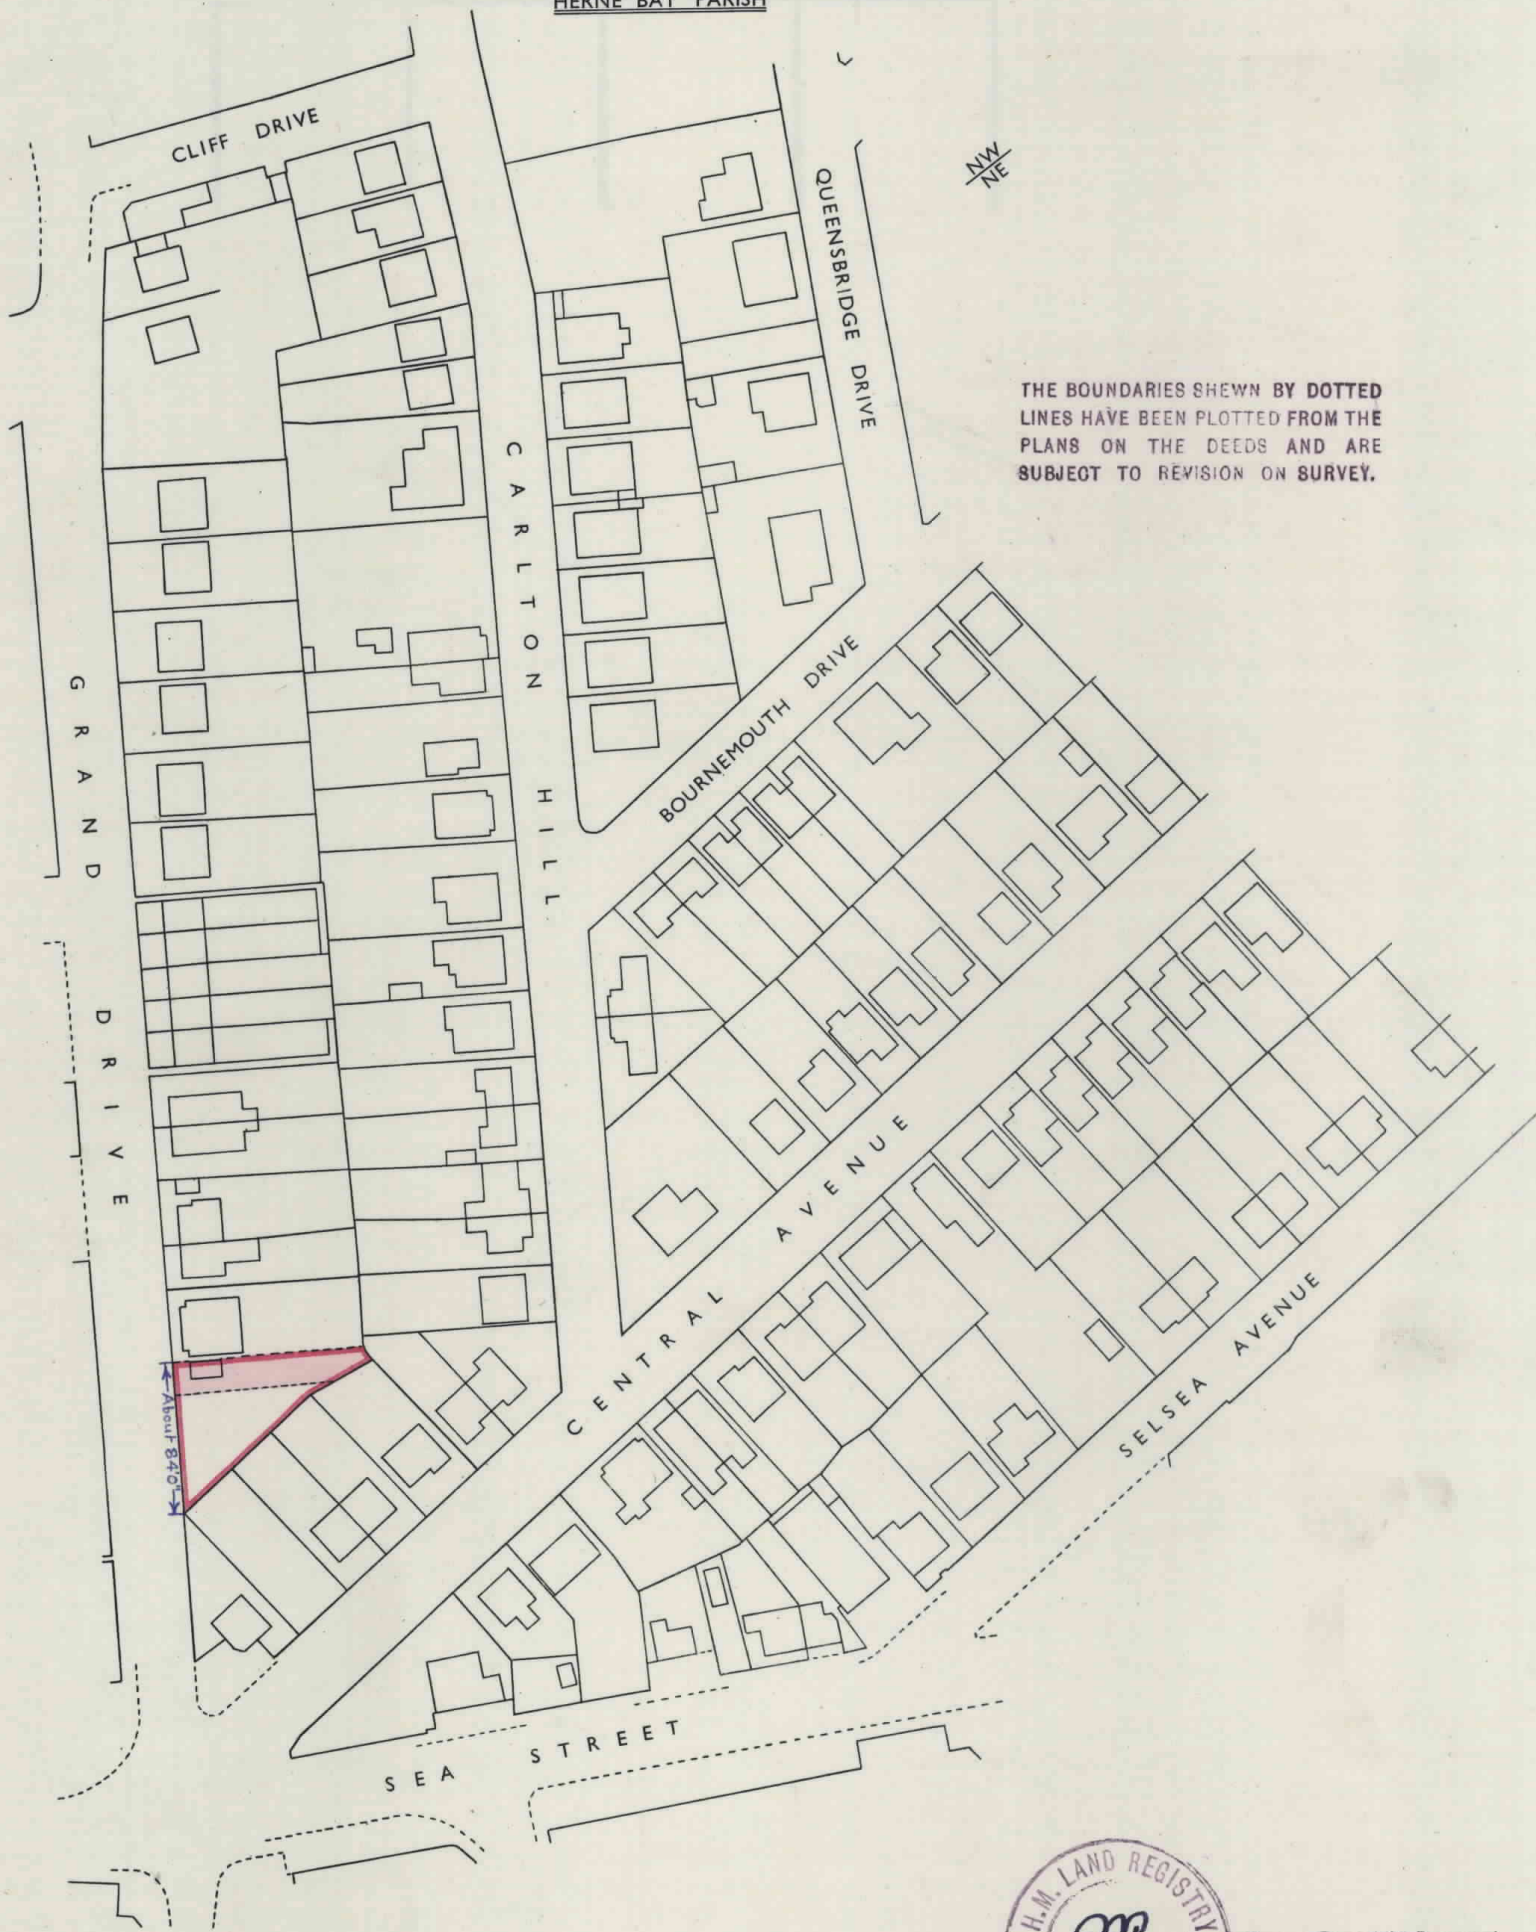 HERNE BAY PARISH
CLIFF DRIVE
QUEENSBRIDGE DRIVE
NW
NE
THE BOUNDARIES SHEWN BY DOTTED
LINES HAVE BEEN PLOTTED FROM THE
PLANS ON THE DEEDS AND ARE
SUBJECT TO REVISION ON SURVEY.
CARLTON HILL
GRAND DRIVE
BOURNEMOUTH DRIVE
CENTRAL AVENUE
SELSEA AVENUE
About 84'0"
SEA STREET
H.M. LAND REGISTRY